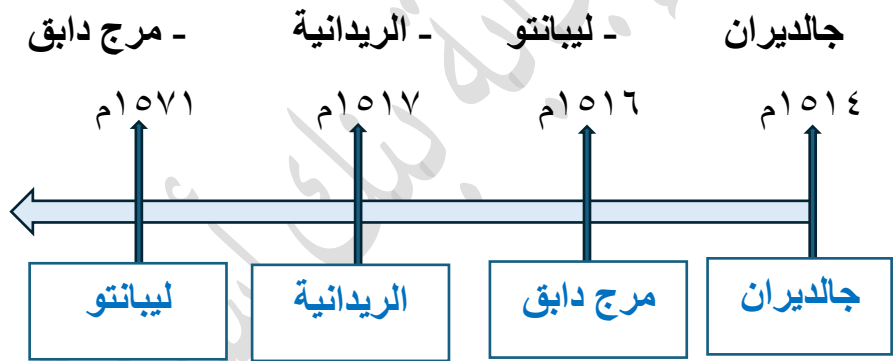 جالديران - ليبانتو - الريدانية - مرج دابق
١٥١٤م ١٥١٦م ١٥١٧م ١٥٧١م
جالديران مرج دابق الريدانية ليبانتو